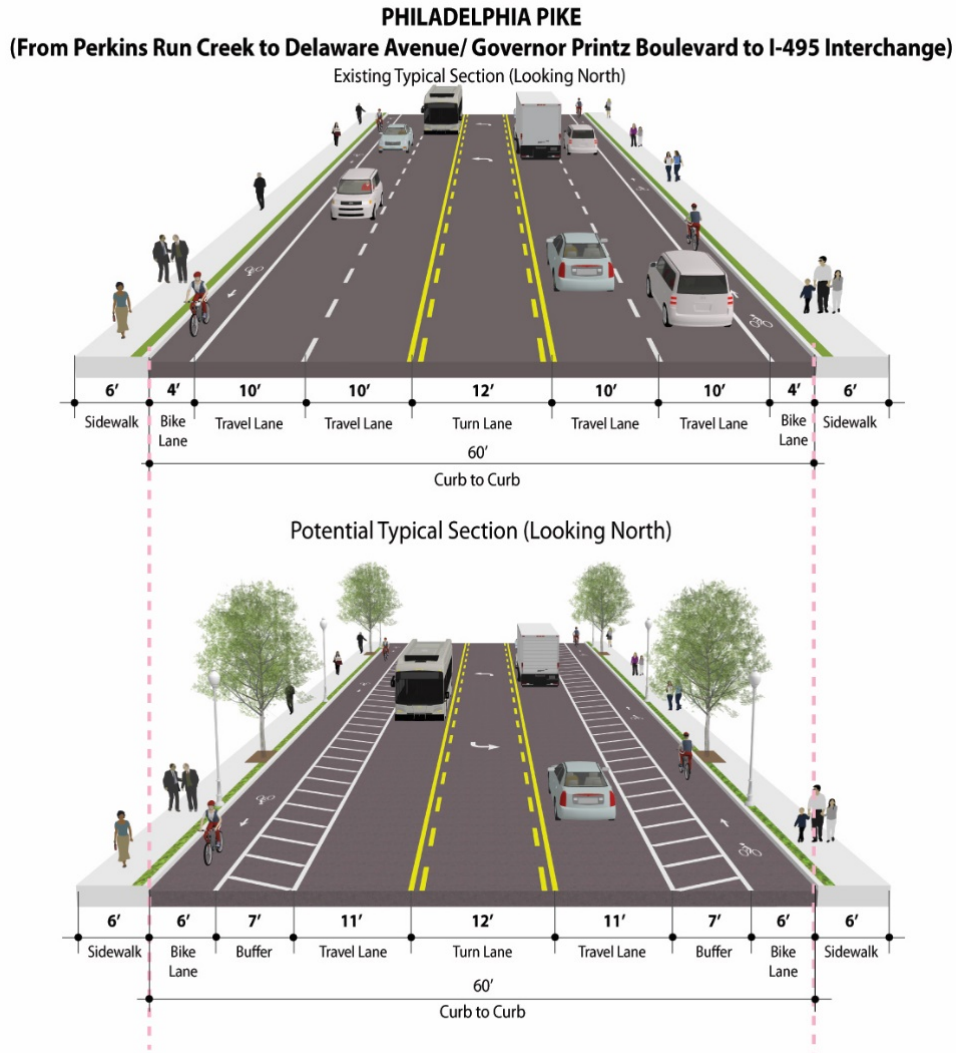 PHILADELPHIA PIKE
(From Perkins Run Creek to Delaware Avenue/ Governor Printz Boulevard to I-495 Interchange)
Existing Typical Section (Looking North)
6’ 4’ 10’ 10’ 12’ 10’ 10’ 4’ 6’
Sidewalk Bike Lane Travel Lane Travel Lane Turn Lane Travel Lane Travel Lane Bike Lane Sidewalk
60’
Curb to Curb
Potential Typical Section (Looking North)
6’ 6’ 7’ 11’ 12’ 11’ 7’ 6’ 6’
Sidewalk Bike Lane Buffer Travel Lane Turn Lane Travel Lane Buffer Bike Lane Sidewalk
60’
Curb to Curb